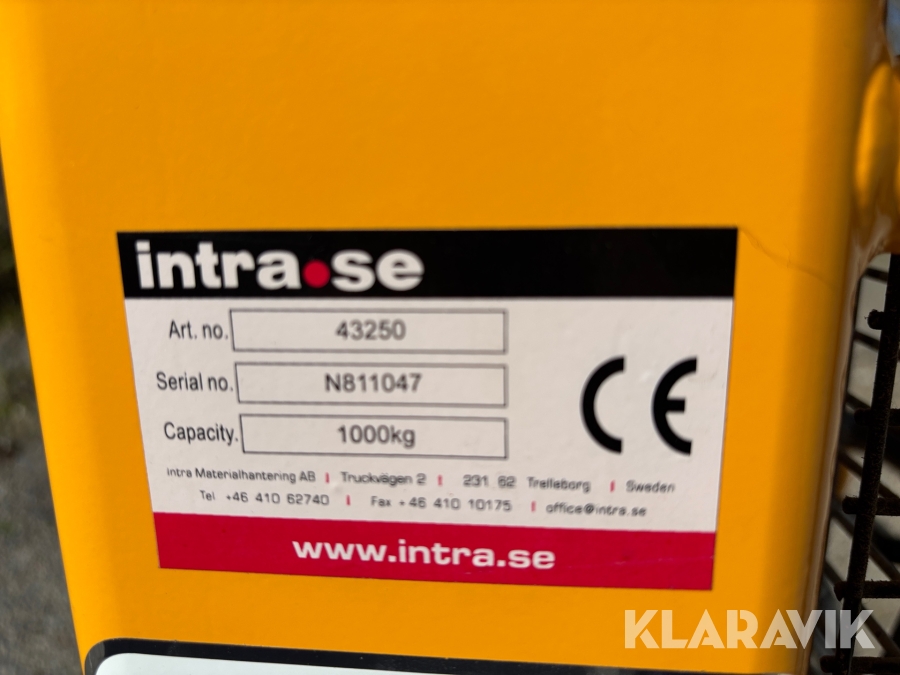 intra.se
Art. no. 43250
Serial no. N811047
Capacity. 1000kg
intra Materialhantering AB | Truckvägen 2 | 231 62 Trelleborg | Sweden
Tel +46 410 62740 | Fax +46 410 10175 | office@intra.se
CE
www.intra.se
KLARAVIK